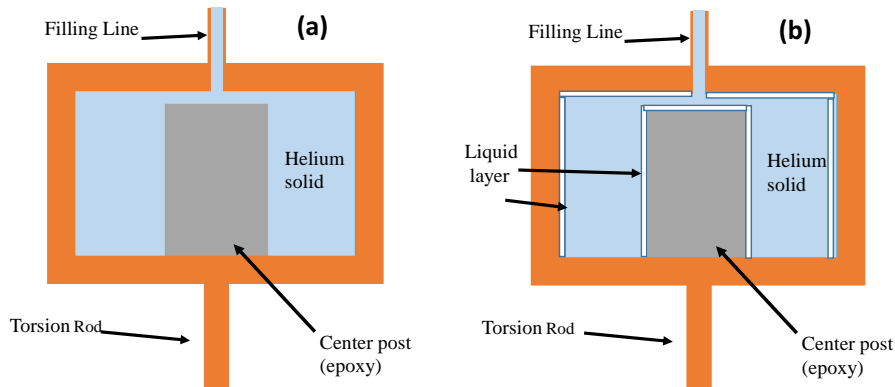 (a)
Filling Line
Helium
solid
Torsion Rod
Center post
(epoxy)
(b)
Filling Line
Liquid
layer
Helium
solid
Torsion Rod
Center post
(epoxy)